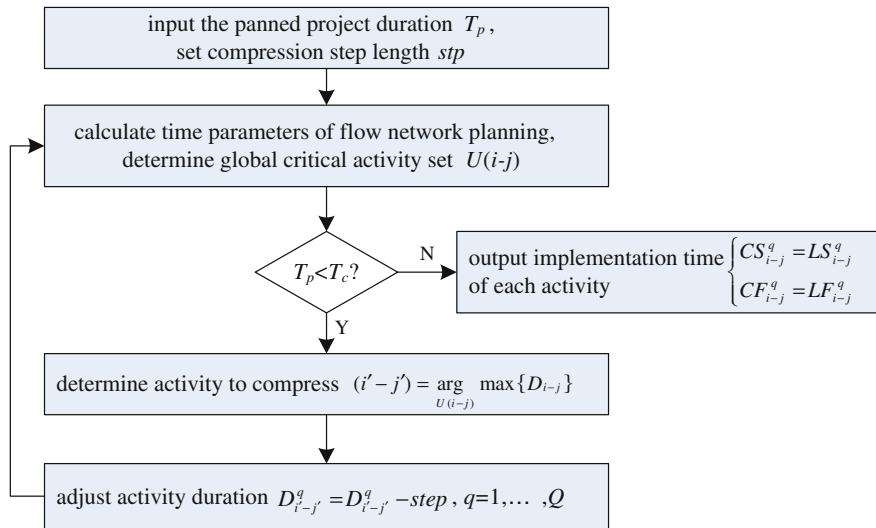 input the panned project duration T_p ,
set compression step length stp
calculate time parameters of flow network planning,
determine global critical activity set U(i-j)
T_p<T_c?
N
output implementation time { CS^q_{i-j} = LS^q_{i-j}
of each activity { CF^q_{i-j} = LF^q_{i-j}
Y
determine activity to compress (i′ − j′) = arg_{U(i−j)} max{D_{i−j}}
adjust activity duration D^q_{i′−j′} = D^q_{i′−j′} −step , q=1,… ,Q